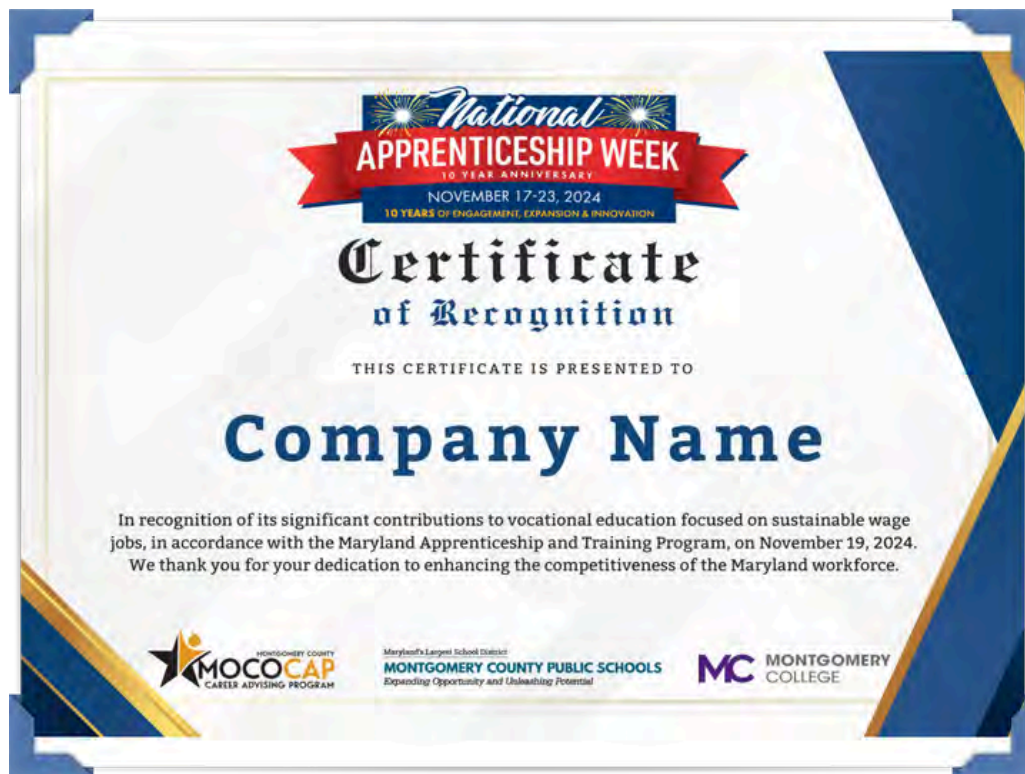 National
APPRENTICESHIP WEEK
10 YEAR ANNIVERSARY
NOVEMBER 17-23, 2024
10 YEARS OF ENGAGEMENT, EXPANSION & INNOVATION
Certificate
of Recognition
THIS CERTIFICATE IS PRESENTED TO
Company Name
In recognition of its significant contributions to vocational education focused on sustainable wage
jobs, in accordance with the Maryland Apprenticeship and Training Program, on November 19, 2024.
We thank you for your dedication to enhancing the competitiveness of the Maryland workforce.
MONTGOMERY COUNTY
MOCOCAP
CAREER ADVISING PROGRAM
Maryland's Largest School District
MONTGOMERY COUNTY PUBLIC SCHOOLS
Expanding Opportunity and Unleashing Potential
MC MONTGOMERY
COLLEGE